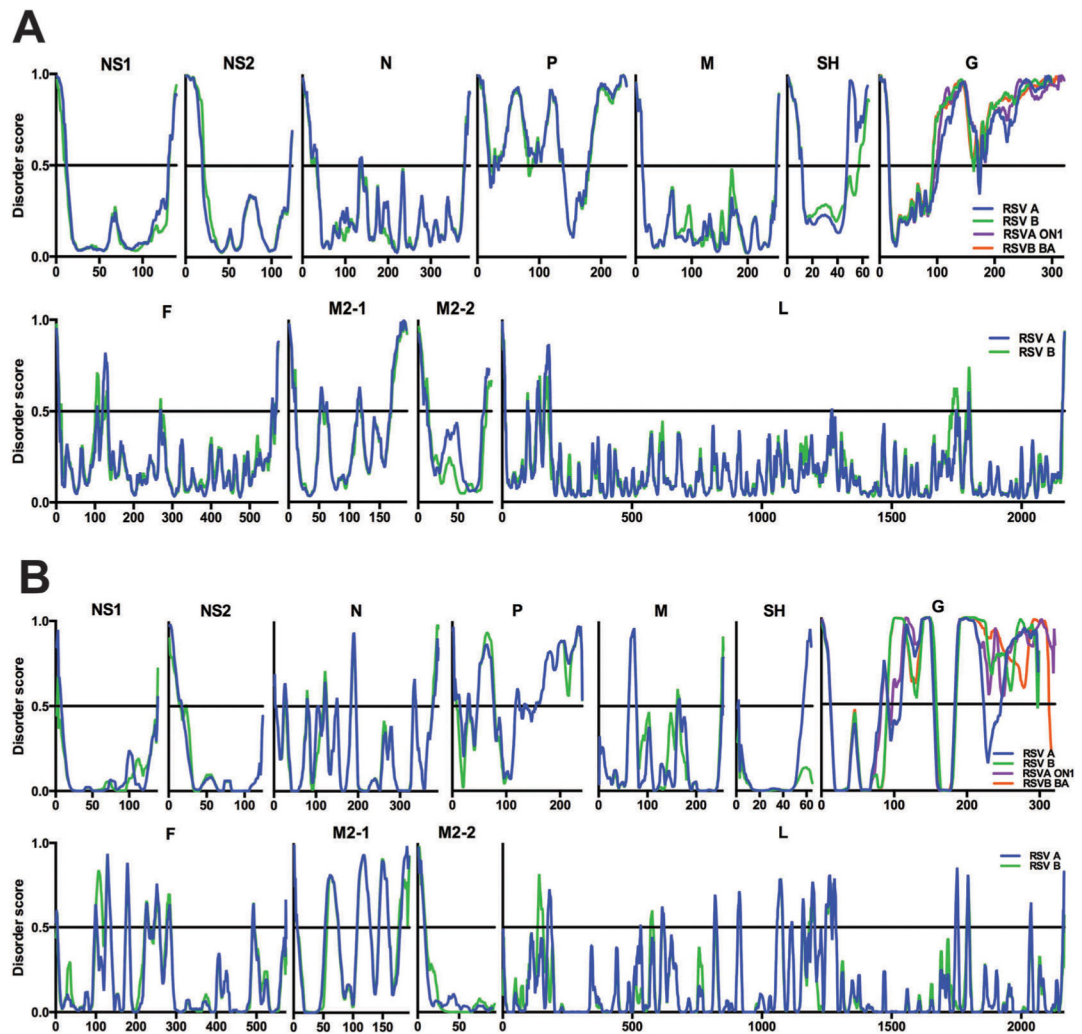 A
NS1 NS2 N P M SH G
Disorder score
1.0
0.5
0.0
0 50 100 0 50 100 0 100 200 300 0 100 200 0 100 200 0 20 40 60 0 100 200 300
RSV A
RSV B
RSVA ON1
RSVB BA
F M2-1 M2-2 L
Disorder score
1.0
0.5
0.0
RSV A
RSV B
0 100 200 300 400 500 0 50 100 150 0 50 0 500 1000 1500 2000
B
NS1 NS2 N P M SH G
Disorder score
1.0
0.5
0.0
0 50 100 0 50 100 0 100 200 300 0 100 200 0 100 200 0 20 40 60 0 100 200 300
RSV A
RSV B
RSVA ON1
RSVB BA
F M2-1 M2-2 L
Disorder score
1.0
0.5
0.0
RSV A
RSV B
0 100 200 300 400 500 0 50 100 150 0 50 0 500 1000 1500 2000